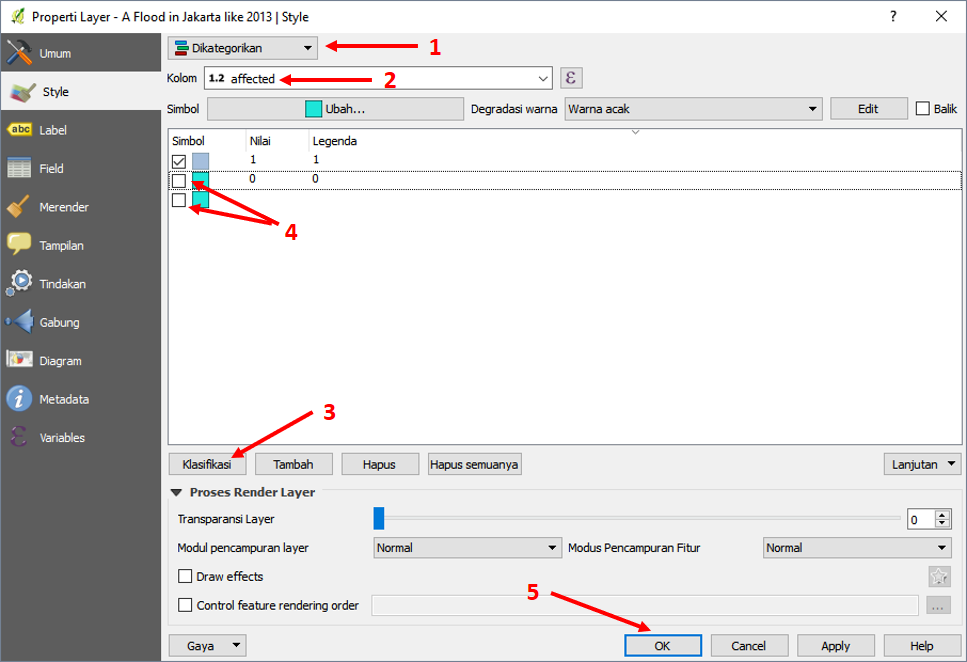 Properti Layer - A Flood in Jakarta like 2013 | Style
?
Umum
Style
abc Label
Field
Merender
Tampilan
Tindakan
Gabung
Diagram
Metadata
Variables
Dikategorikan
1
Kolom 1.2 affected ε
2
Simbol Ubah... Degradasi warna Warna acak Edit Balik
Simbol Nilai Legenda
1 1
0 0
4
3
Klasifikasi Tambah Hapus Hapus semuanya Lanjutan
Proses Render Layer
Transparansi Layer 0
Modul pencampuran layer Normal Modus Pencampuran Fitur Normal
Draw effects
5
Control feature rendering order ...
Gaya OK Cancel Apply Help